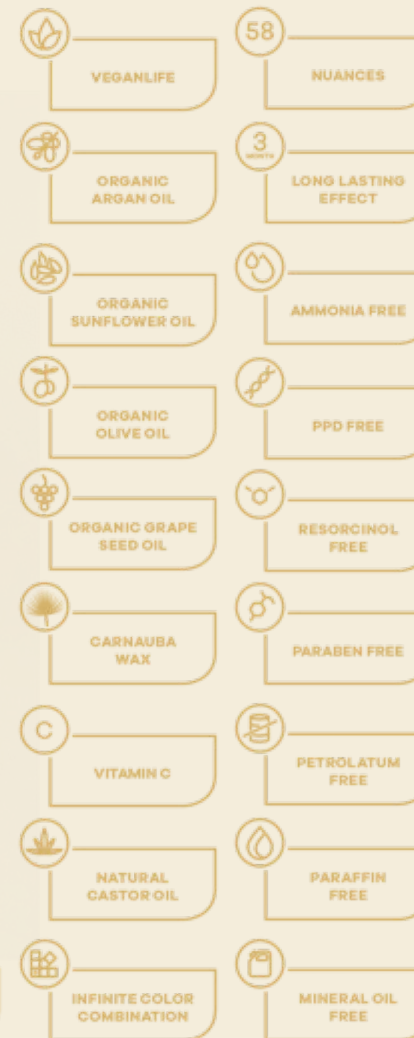 VEGANLIFE
58
NUANCES
ORGANIC
ARGAN OIL
3
MONTH
LONG LASTING
EFFECT
ORGANIC
SUNFLOWER OIL
AMMONIA FREE
ORGANIC
OLIVE OIL
PPD FREE
ORGANIC GRAPE
SEED OIL
RESORCINOL
FREE
CARNAUBA
WAX
PARABEN FREE
C
VITAMIN C
PETROLATUM
FREE
NATURAL
CASTOR OIL
PARAFFIN
FREE
INFINITE COLOR
COMBINATION
MINERAL OIL
FREE